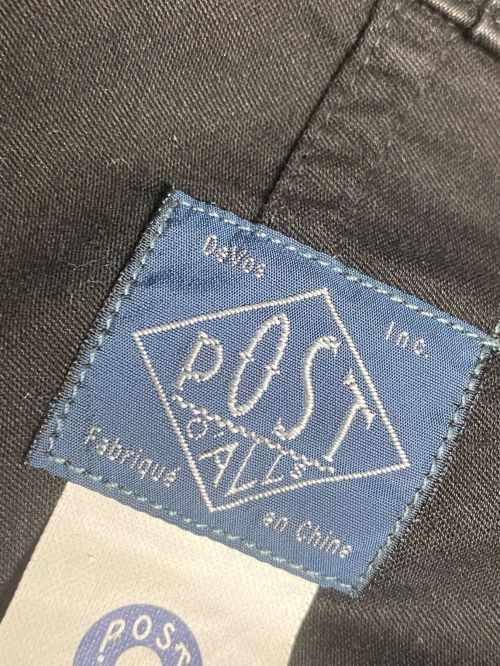 DeVos Inc.
POST
O'ALLS
Fabriqué en Chine
POST